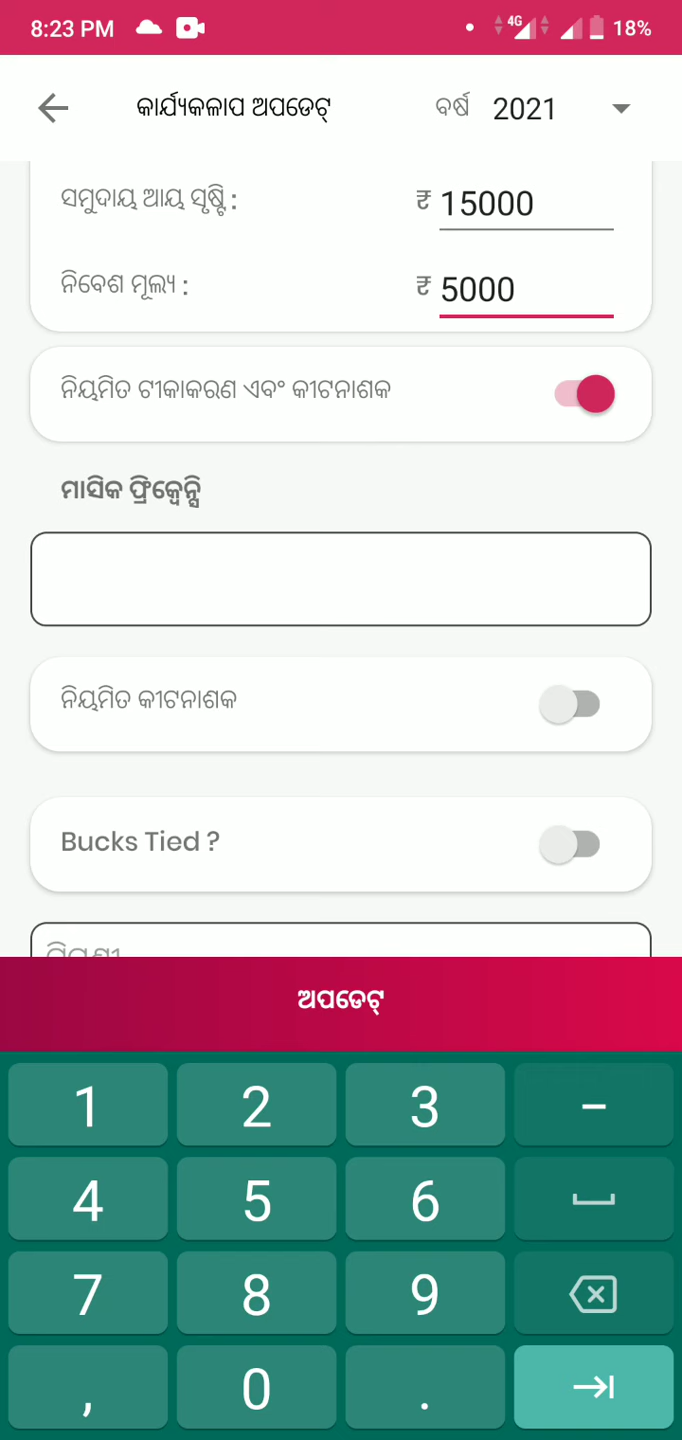 8:23 PM 4G 18%
କାର୍ଯ୍ୟକଳାପ ଅପଡେଟ୍ ବର୍ଷ 2021
ସମୁଦାୟ ଆୟ ସୃଷ୍ଟି : ₹ 15000
ନିବେଶ ମୂଲ୍ୟ : ₹ 5000
ନିୟମିତ ଟୀକାକରଣ ଏବଂ କୀଟନାଶକ
ମାସିକ ଫ୍ରିକ୍ୱେନ୍ସି
ନିୟମିତ କୀଟନାଶକ
Bucks Tied ?
ଅପଡେଟ୍
1 2 3 –
4 5 6
7 8 9
, 0 .